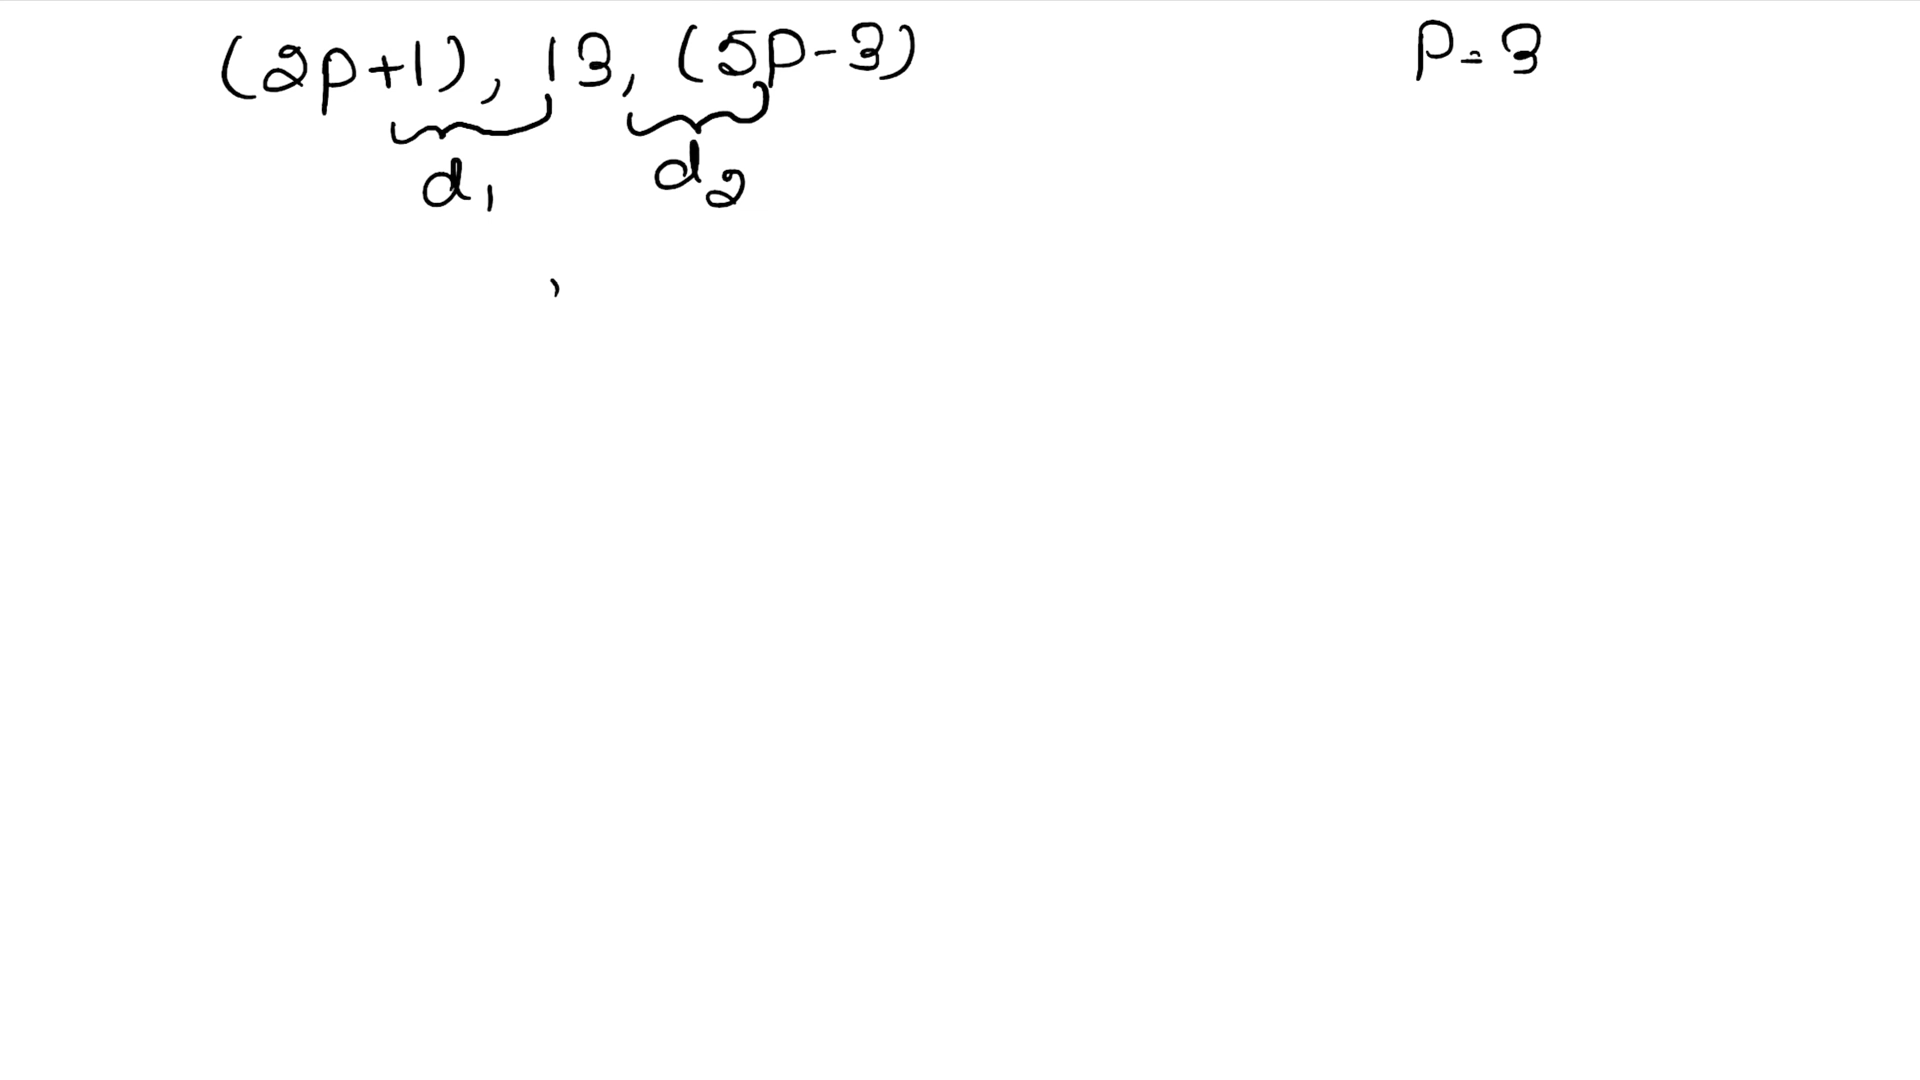 (2p+1), 13, (5p-3) p=3
d1 d2
,